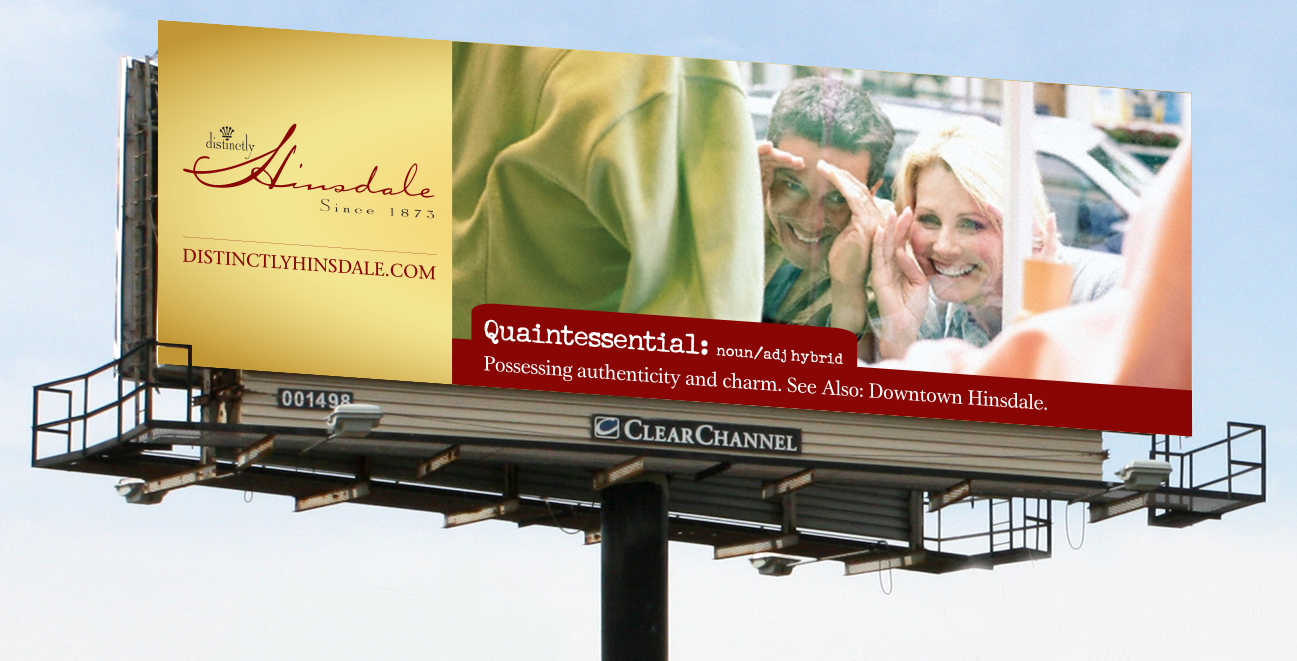 distinctly
Hinsdale
Since 1873
DISTINCTLYHINSDALE.COM
Quaintessential: noun/adj hybrid
Possessing authenticity and charm. See Also: Downtown Hinsdale.
001498
CLEARCHANNEL